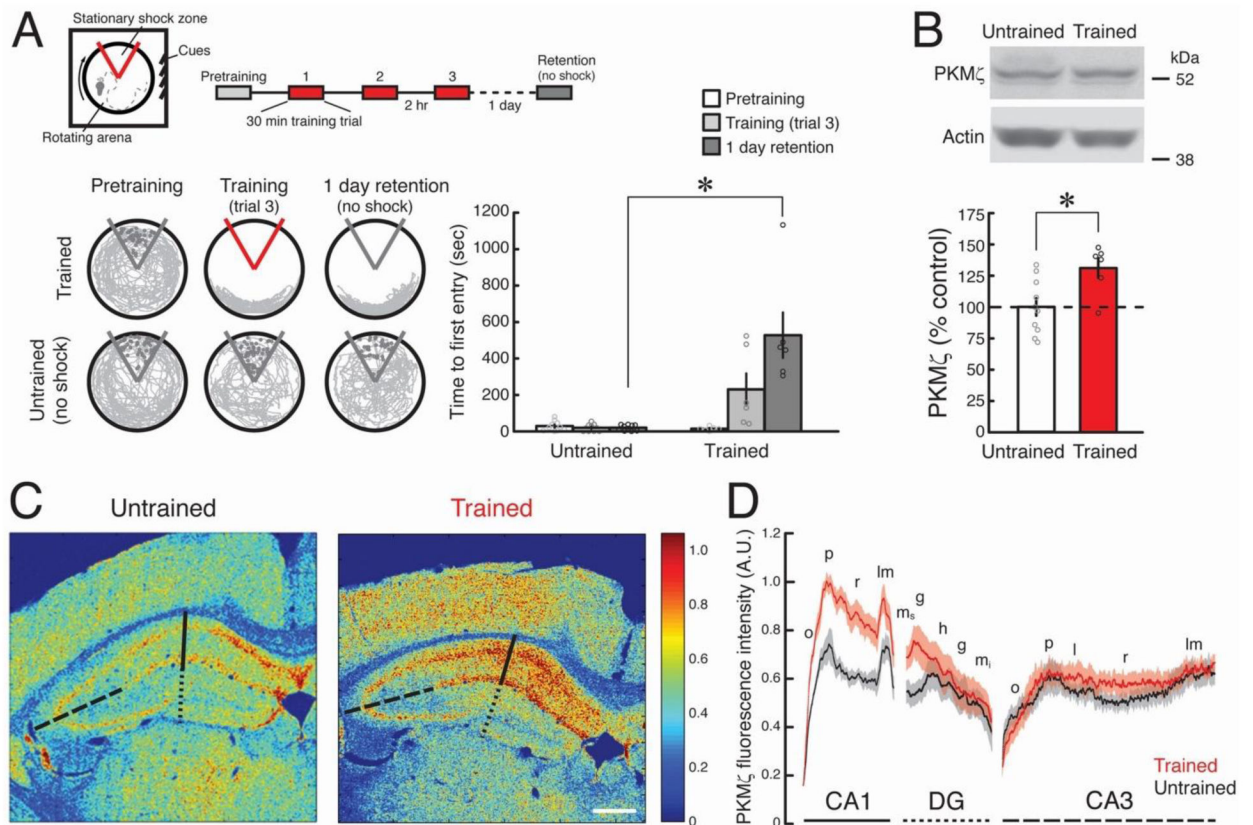 A
Stationary shock zone
Cues
Rotating arena
Pretraining
1
2
3
Retention
(no shock)
2 hr
1 day
30 min training trial
Pretraining
Training (trial 3)
1 day retention
Pretraining
Training
(trial 3)
1 day retention
(no shock)
Trained
Untrained
(no shock)
Time to first entry (sec)
1200
1000
800
600
400
200
0
*
Untrained
Trained
B
Untrained
Trained
kDa
PKMζ
52
Actin
38
PKMζ (% control)
175
150
125
100
75
50
25
0
*
Untrained
Trained
C
Untrained
Trained
1.0
0.8
0.6
0.4
0.2
0
D
PKMζ fluorescence intensity (A.U.)
1.2
1.0
0.8
0.6
0.4
0.2
0
o
p
r
lm
ms
g
h
g
mi
o
p
l
r
lm
Trained
Untrained
CA1
DG
CA3